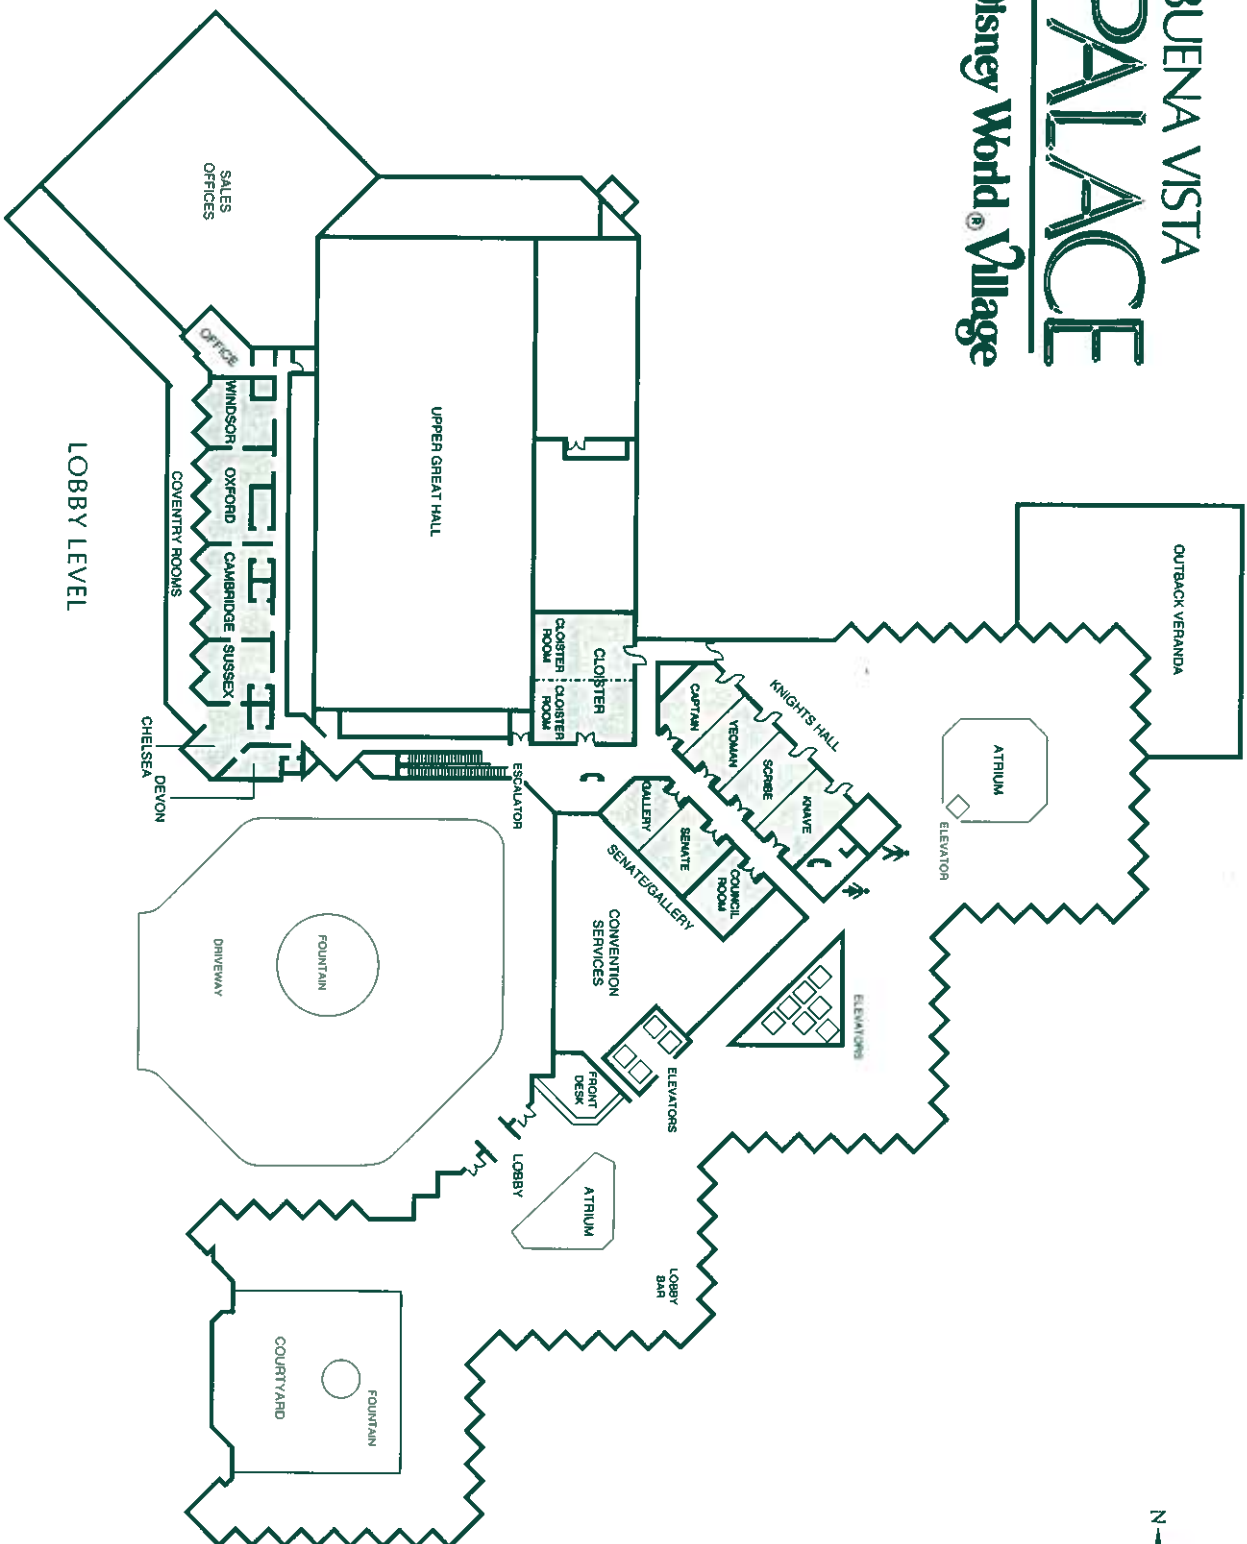 BUENA VISTA
PALACE
Disney World® Village
OUTBACK VERANDA
ATRIUM
ELEVATOR
KNIGHTS HALL
CAPTAIN
YEOMAN
SCRIBE
KNAVE
CLOISTER
CLOISTER
ROOM
CLOISTER
ROOM
GALLERY
SENATE
COUNCIL
ROOM
SENATE/GALLERY
ELEVATORS
ELEVATORS
CONVENTION
SERVICES
FRONT
DESK
LOBBY
ATRIUM
LOBBY
BAR
ESCALATOR
UPPER GREAT HALL
SALES
OFFICES
OFFICE
WINDSOR
OXFORD
CAMBRIDGE
SUSSEX
COVENTRY ROOMS
CHELSEA
DEVON
FOUNTAIN
DRIVEWAY
FOUNTAIN
COURTYARD
LOBBY LEVEL
N